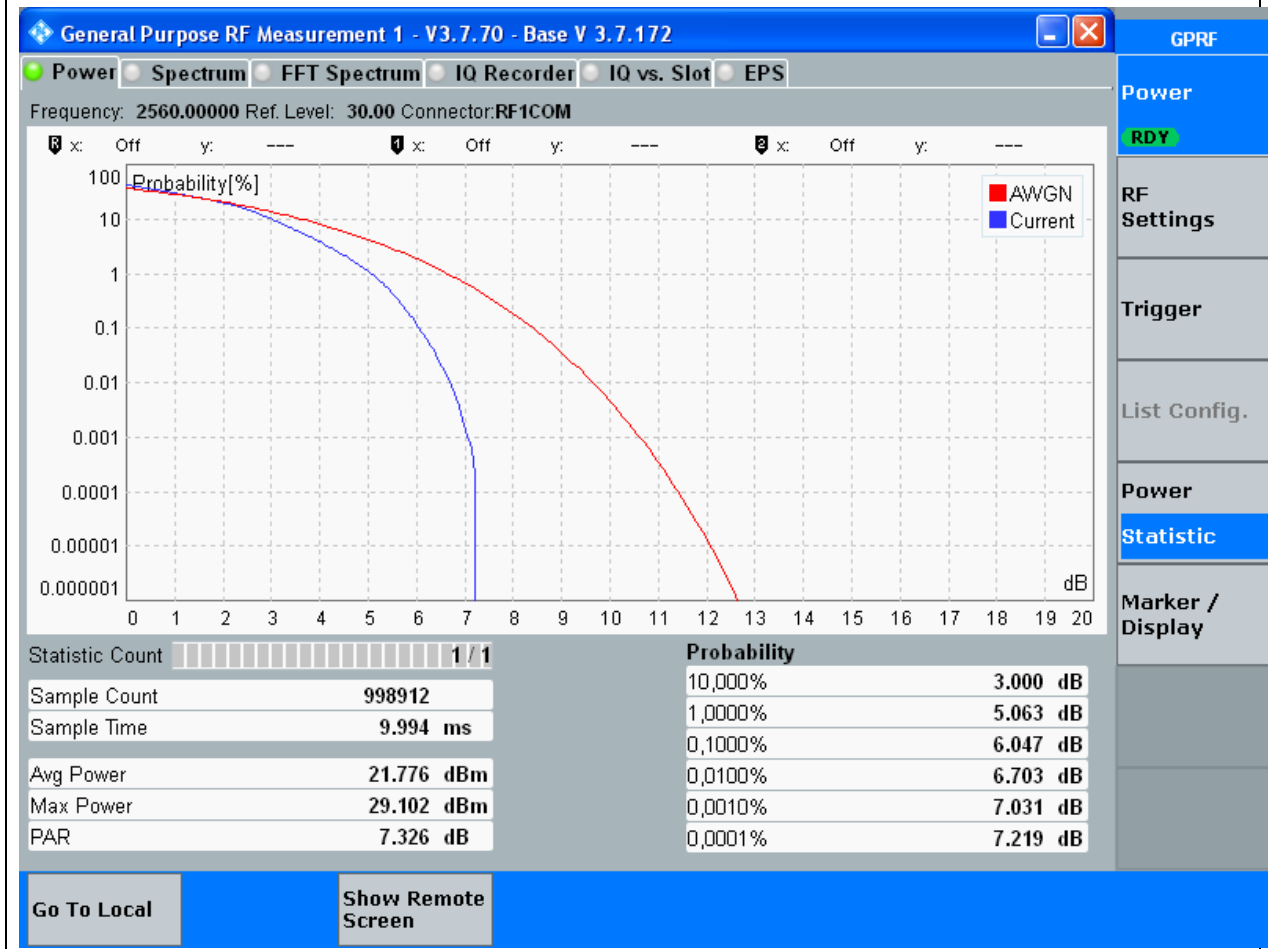 General Purpose RF Measurement 1 - V3.7.70 - Base V 3.7.172
GPRF
Power Spectrum FFT Spectrum IQ Recorder IQ vs. Slot EPS
Frequency: 2560.00000 Ref. Level: 30.00 Connector:RF1COM
R x: Off y: --- 1 x: Off y: --- 2 x: Off y: ---
Probability[%]
AWGN
Current
100
10
1
0.1
0.01
0.001
0.0001
0.00001
0.000001
dB
0 1 2 3 4 5 6 7 8 9 10 11 12 13 14 15 16 17 18 19 20
Statistic Count 1 / 1
Sample Count 998912
Sample Time 9.994 ms
Avg Power 21.776 dBm
Max Power 29.102 dBm
PAR 7.326 dB
Probability
10,000% 3.000 dB
1,0000% 5.063 dB
0,1000% 6.047 dB
0,0100% 6.703 dB
0,0010% 7.031 dB
0,0001% 7.219 dB
Power
RDY
RF
Settings
Trigger
List Config.
Power
Statistic
Marker /
Display
Go To Local
Show Remote
Screen